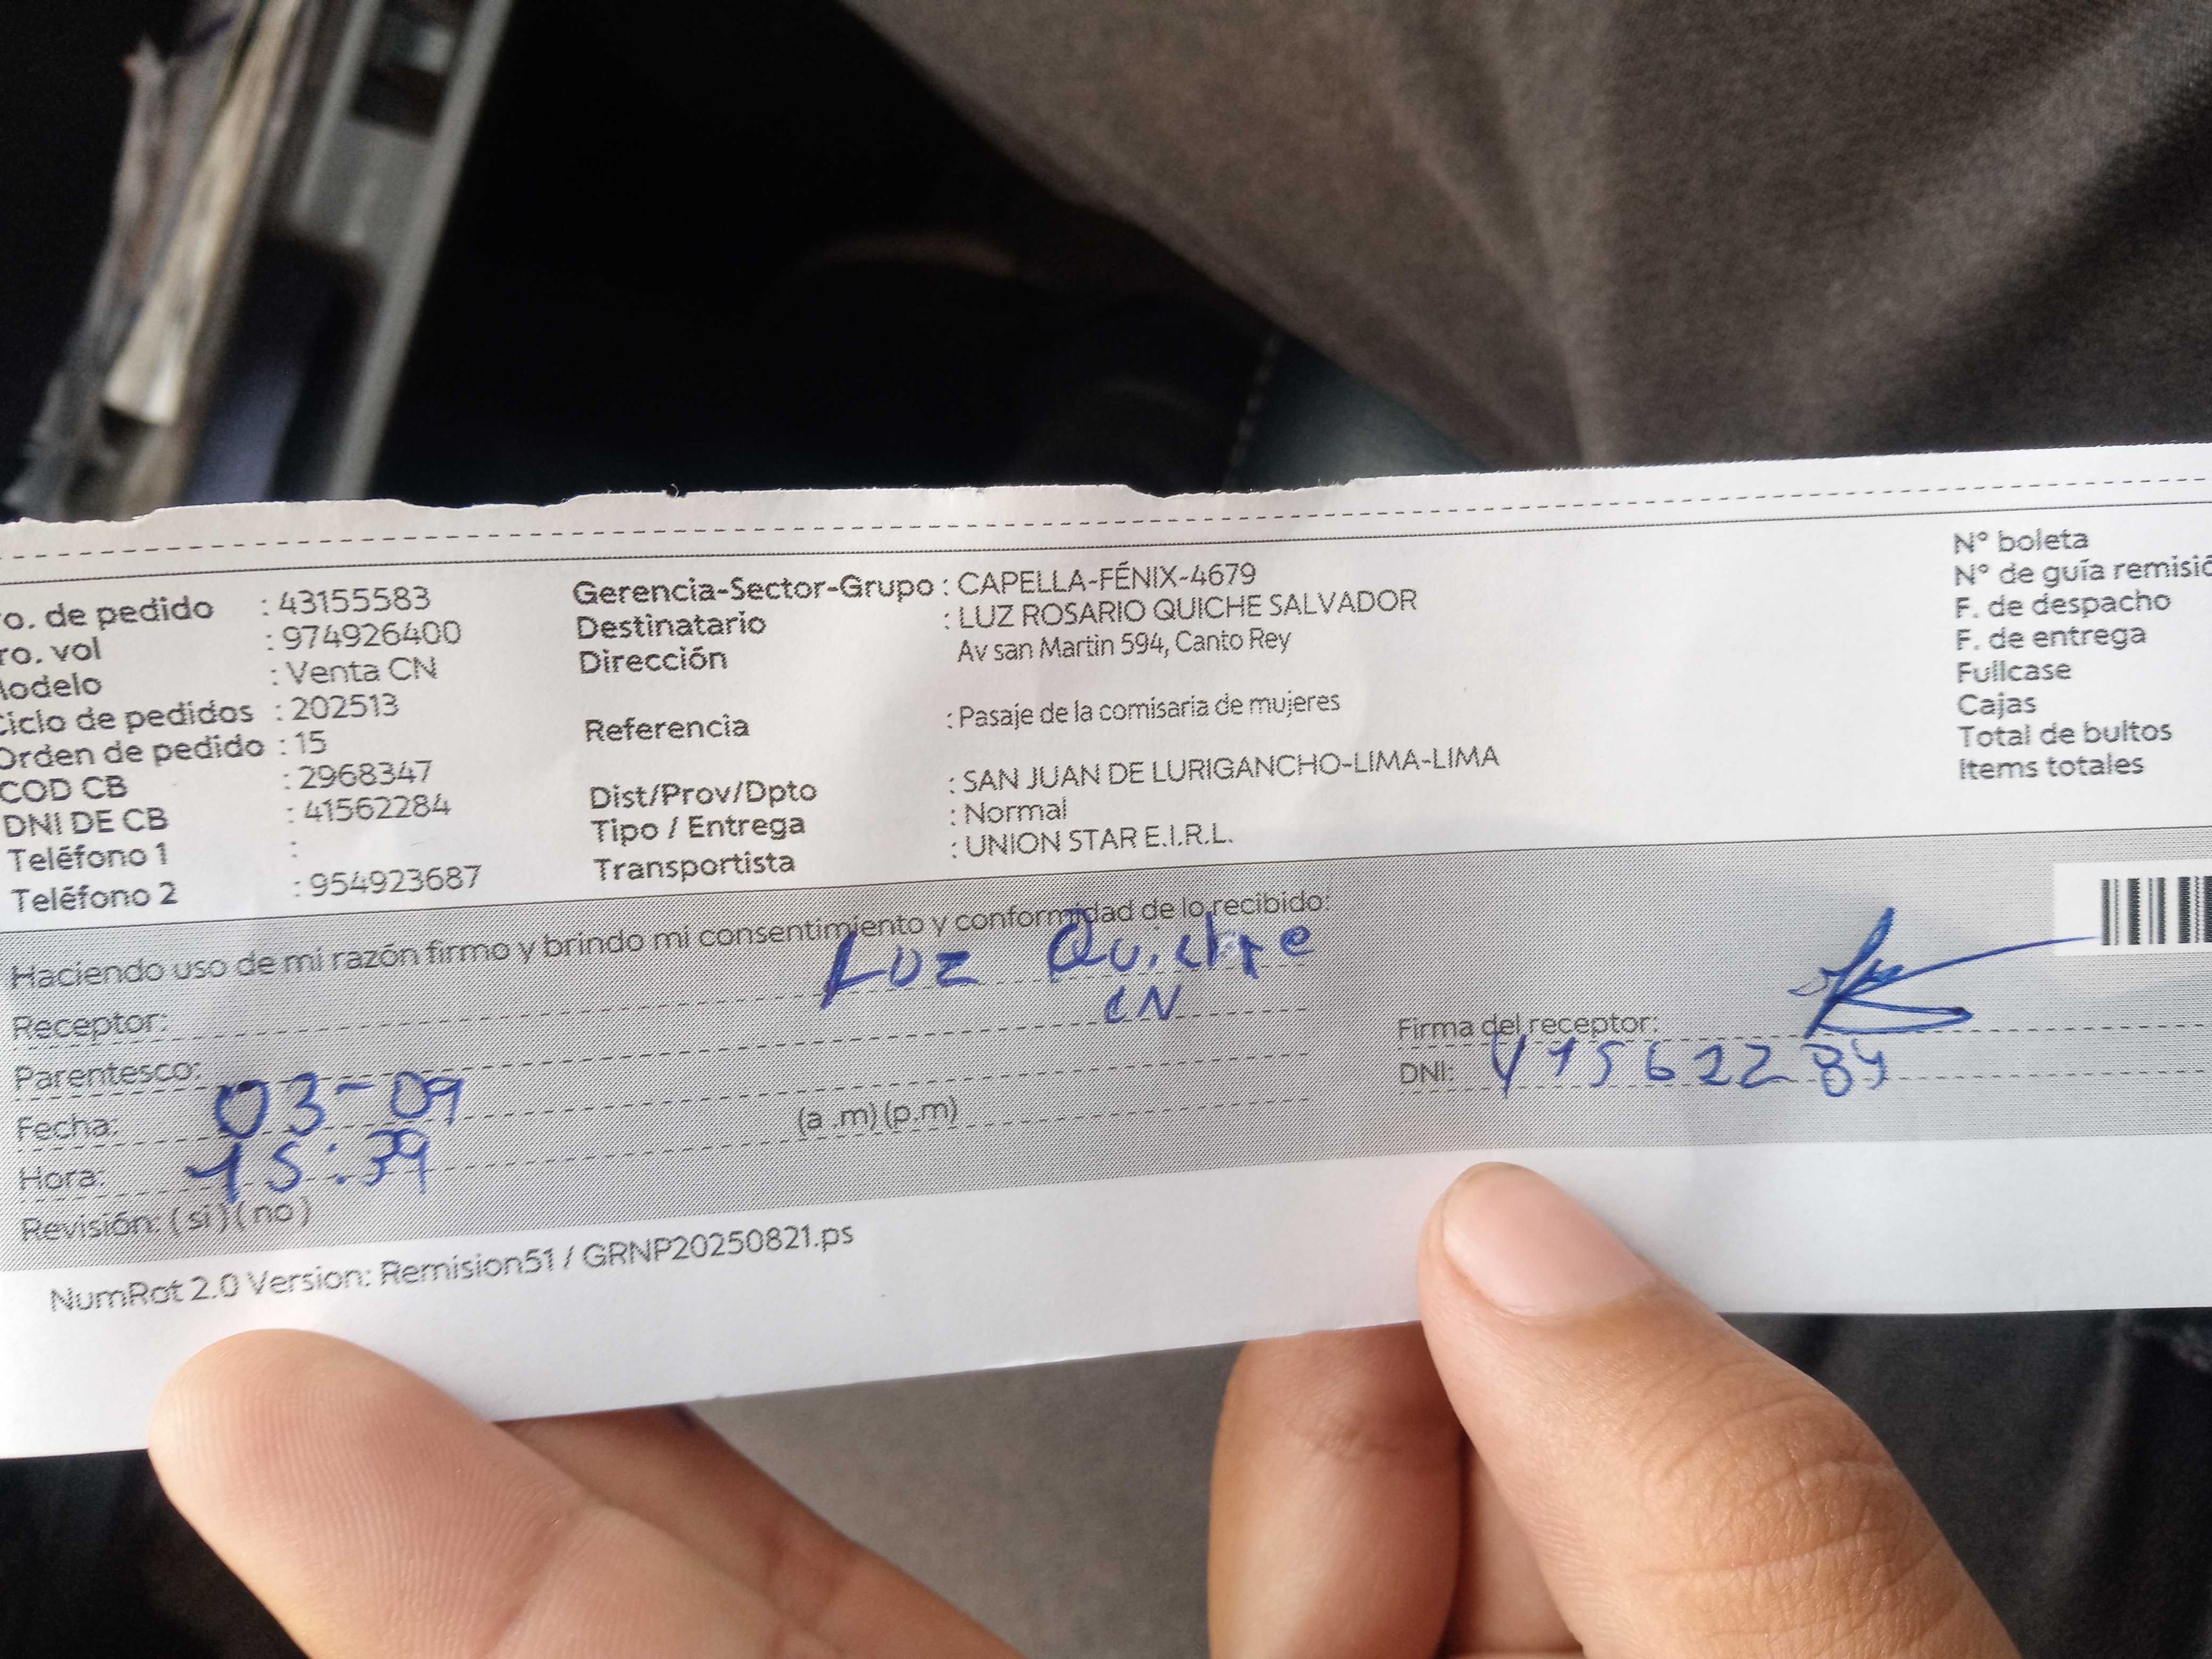 ro. de pedido : 43155583
ro. vol : 974926400
Modelo : Venta CN
Ciclo de pedidos : 202513
Orden de pedido : 15
COD CB : 2968347
DNI DE CB : 41562284
Teléfono 1 :
Teléfono 2 : 954923687
Gerencia-Sector-Grupo : CAPELLA-FÉNIX-4679
Destinatario : LUZ ROSARIO QUICHE SALVADOR
Dirección Av san Martin 594, Canto Rey
Referencia : Pasaje de la comisaria de mujeres
Dist/Prov/Dpto : SAN JUAN DE LURIGANCHO-LIMA-LIMA
Tipo / Entrega : Normal
Transportista : UNION STAR E.I.R.L.
N° boleta
N° de guía remisió
F. de despacho
F. de entrega
Fullcase
Cajas
Total de bultos
Items totales
Haciendo uso de mi razón firmo y brindo mi consentimiento y conformidad de lo recibido:
Receptor: Luz Quiche
Parentesco: CN
Fecha: 03-09
Hora: 15:39 (a .m) (p.m)
Revisión: ( si ) ( no )
Firma del receptor:
DNI: 41562284
NumRot 2.0 Version: Remision51 / GRNP20250821.ps